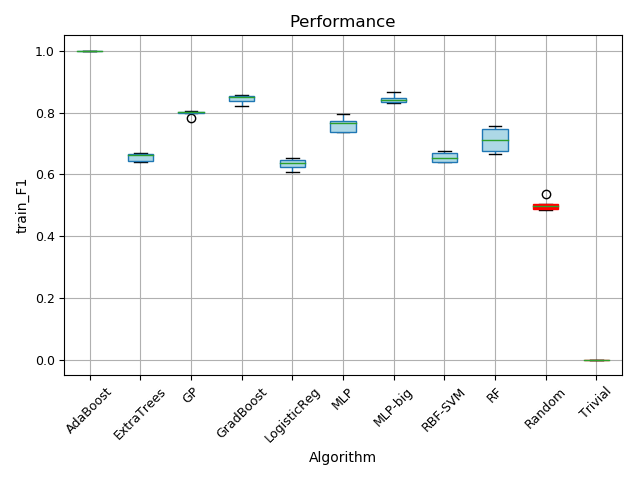 Performance
train_F1
1.0
0.8
0.6
0.4
0.2
0.0
AdaBoost
ExtraTrees
GP
GradBoost
LogisticReg
MLP
MLP-big
RBF-SVM
RF
Random
Trivial
Algorithm